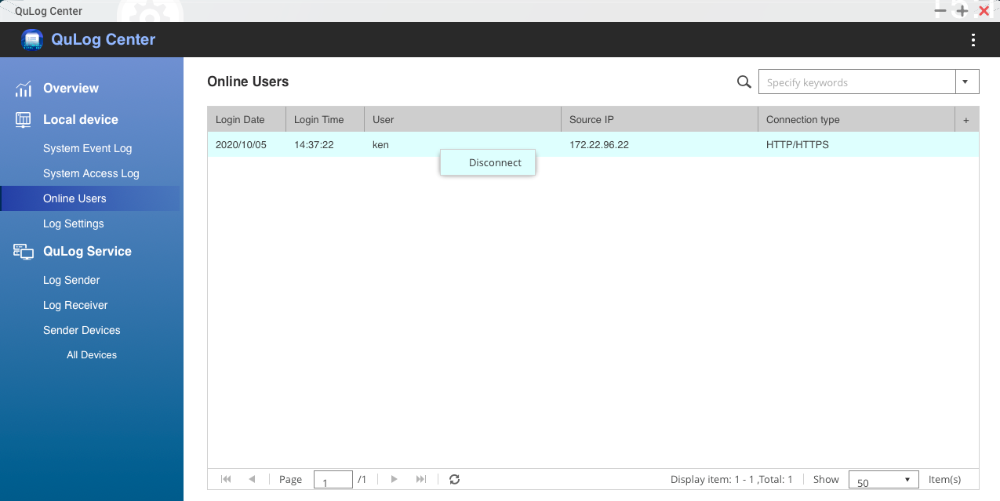 QuLog Center
QuLog Center
Overview
Local device
System Event Log
System Access Log
Online Users
Log Settings
QuLog Service
Log Sender
Log Receiver
Sender Devices
All Devices
Online Users
Specify keywords
Login Date Login Time User Source IP Connection type +
2020/10/05 14:37:22 ken 172.22.96.22 HTTP/HTTPS
Disconnect
Page 1 /1 Display item: 1 - 1 ,Total: 1 Show 50 Item(s)